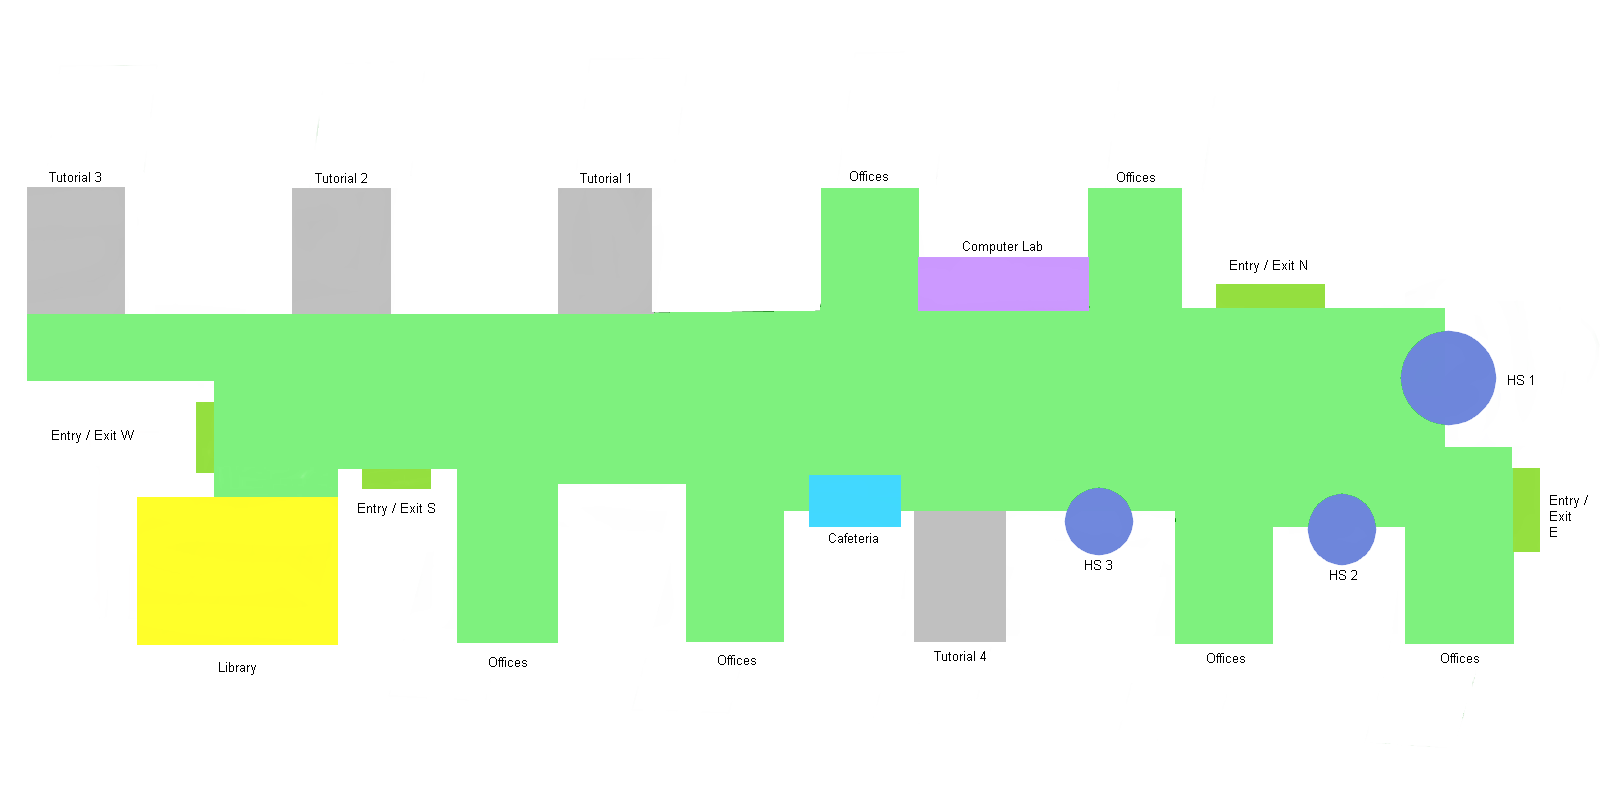 Tutorial 3
Tutorial 2
Tutorial 1
Offices
Offices
Computer Lab
Entry / Exit N
HS 1
Entry / Exit W
Entry / Exit S
Entry /
Exit
E
Cafeteria
HS 3
HS 2
Library
Offices
Offices
Tutorial 4
Offices
Offices